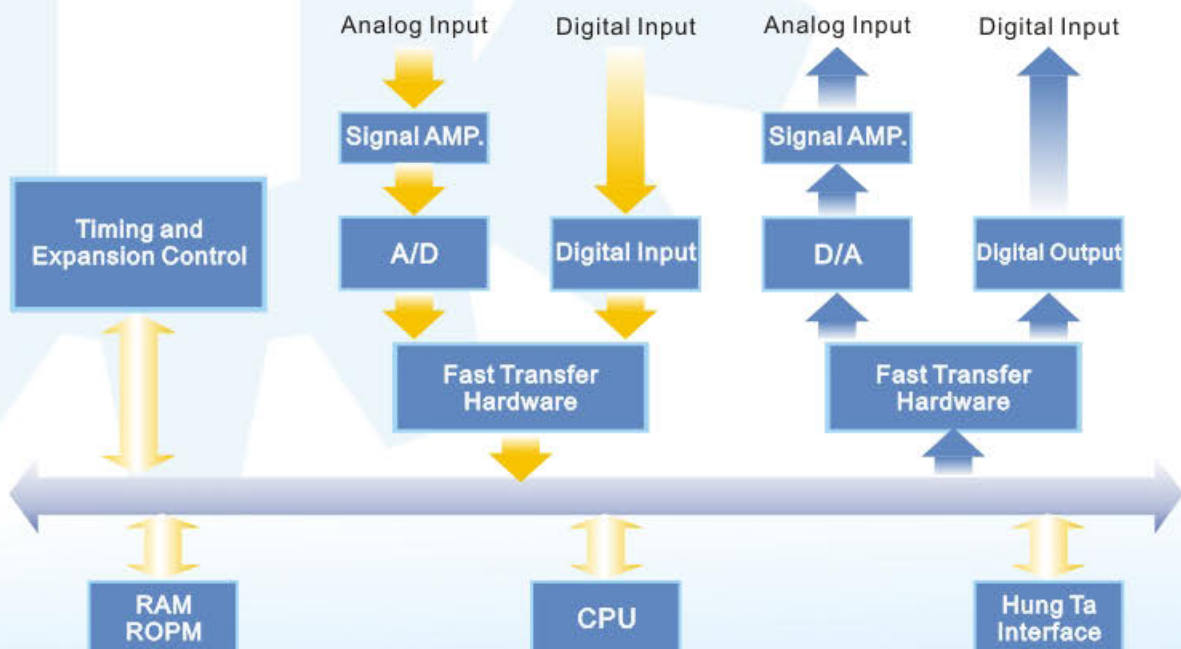 Analog Input
Digital Input
Analog Input
Digital Input
Signal AMP.
Signal AMP.
Timing and
Expansion Control
A/D
Digital Input
D/A
Digital Output
Fast Transfer
Hardware
Fast Transfer
Hardware
RAM
ROPM
CPU
Hung Ta
Interface